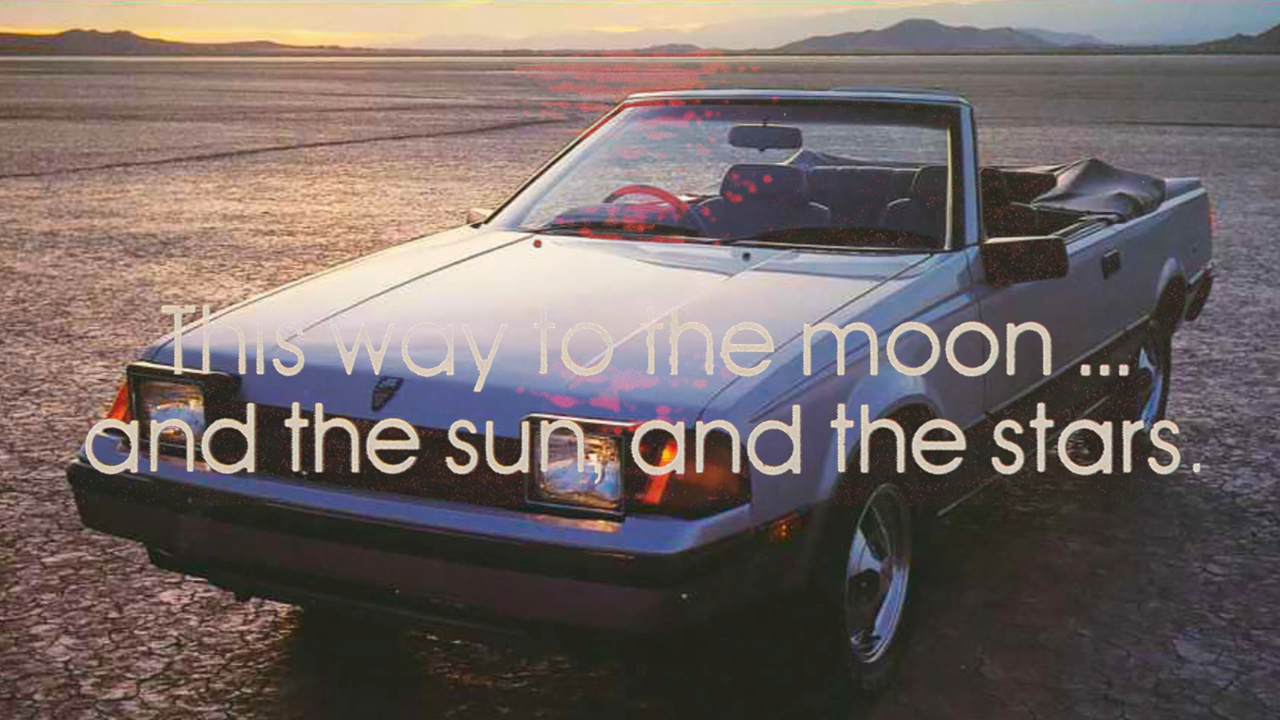 This way to the moon ...
and the sun, and the stars.